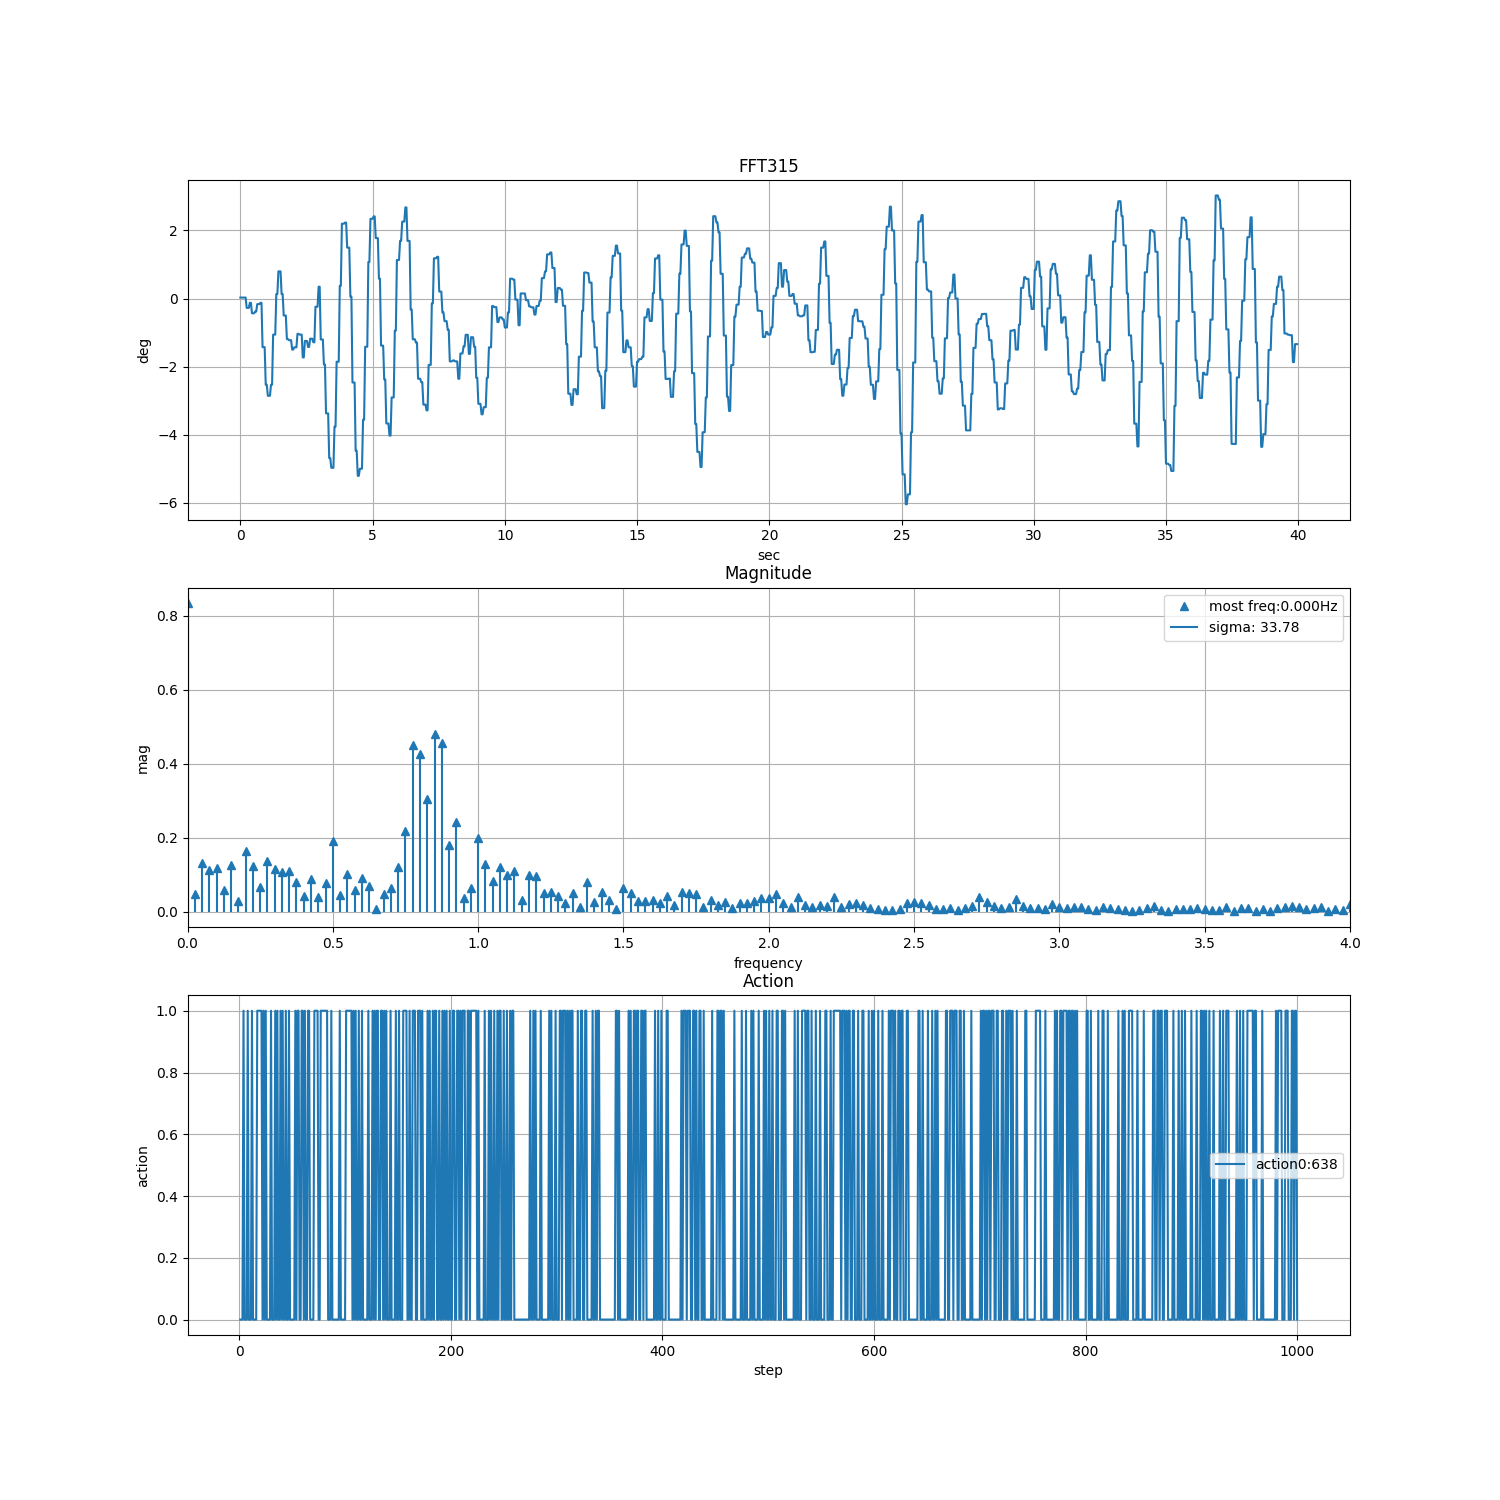 FFT315
2
0
−2
−4
−6
deg
0 5 10 15 20 25 30 35 40
sec
Magnitude
0.8
0.6
0.4
0.2
0.0
mag
most freq:0.000Hz
sigma: 33.78
0.0 0.5 1.0 1.5 2.0 2.5 3.0 3.5 4.0
frequency
Action
1.0
0.8
0.6
0.4
0.2
0.0
action
action0:638
0 200 400 600 800 1000
step